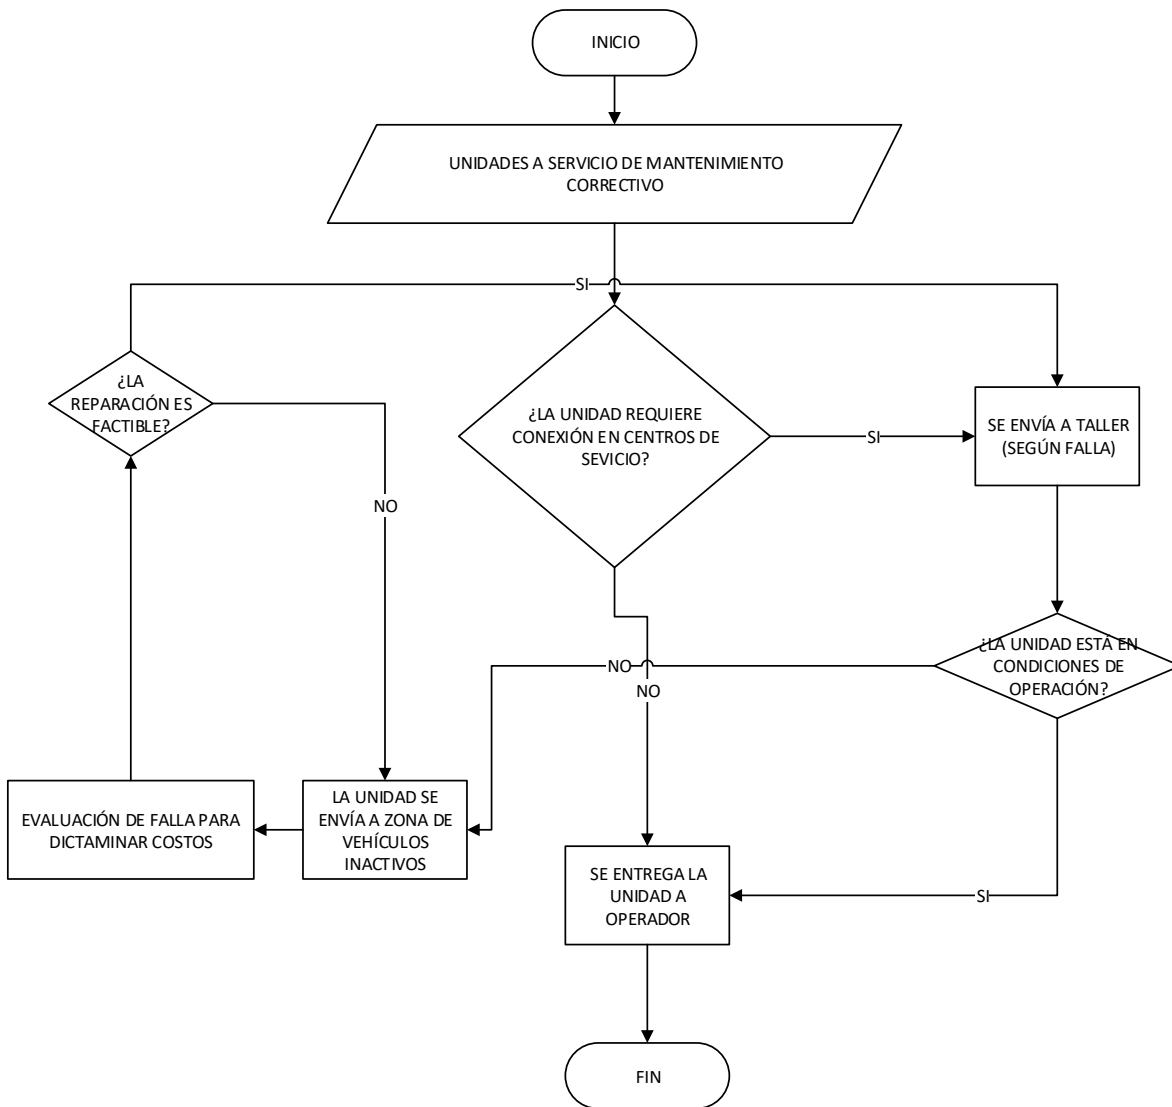 INICIO
UNIDADES A SERVICIO DE MANTENIMIENTO
CORRECTIVO
SI
¿LA
REPARACIÓN ES
FACTIBLE?
¿LA UNIDAD REQUIERE
CONEXIÓN EN CENTROS DE
SEVICIO?
SI
SE ENVÍA A TALLER
(SEGÚN FALLA)
NO
¿LA UNIDAD ESTÁ EN
CONDICIONES DE
OPERACIÓN?
NO
NO
EVALUACIÓN DE FALLA PARA
DICTAMINAR COSTOS
LA UNIDAD SE
ENVÍA A ZONA DE
VEHÍCULOS
INACTIVOS
SE ENTREGA LA
UNIDAD A
OPERADOR
SI
FIN